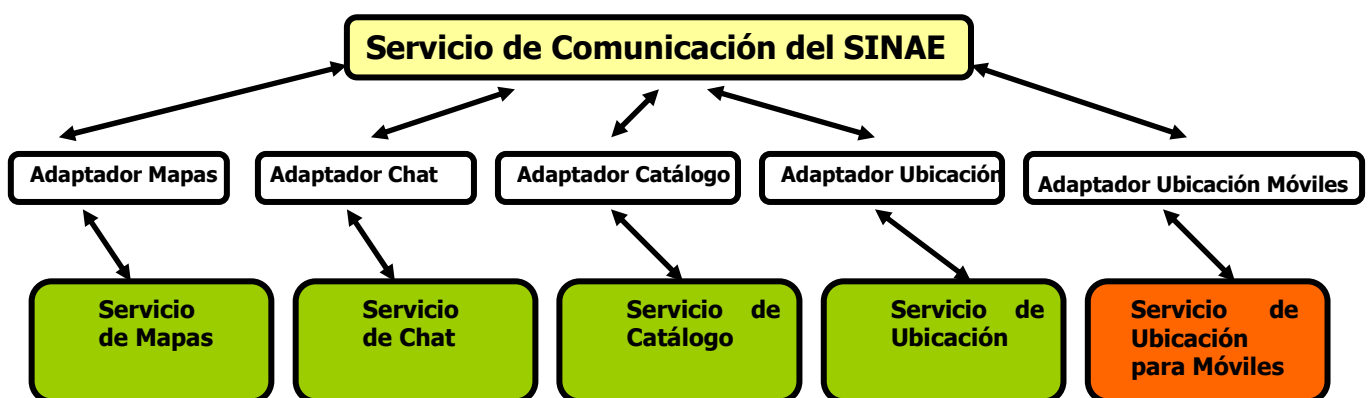 Servicio de Comunicación del SINAE
Adaptador Mapas
Adaptador Chat
Adaptador Catálogo
Adaptador Ubicación
Adaptador Ubicación Móviles
Servicio
de Mapas
Servicio
de Chat
Servicio de
Catálogo
Servicio de
Ubicación
Servicio de
Ubicación
para Móviles